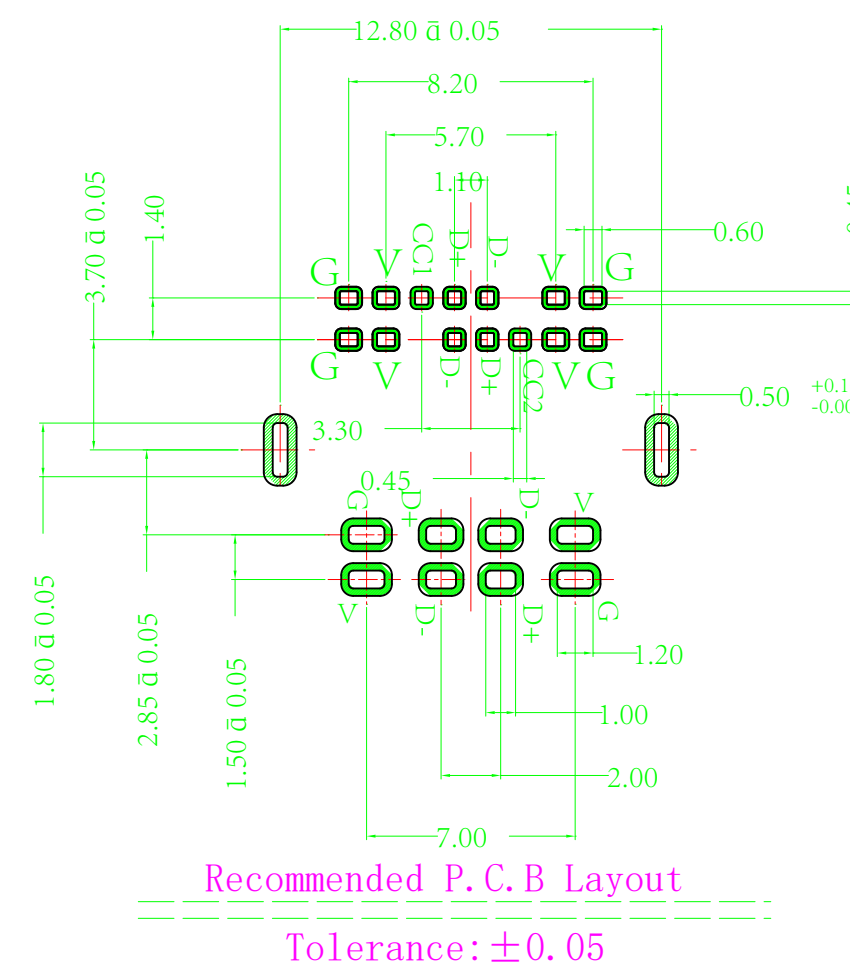 12.80 ā 0.05
8.20
5.70
1.10
3.70 ā 0.05
1.40
0.60
G V CC1 D+ D- V G
G V D- D+ CC2 V G
0.50 +0.1
-0.00
3.30
0.45
G D+ D- V
V D- D+ G
1.80 ā 0.05
2.85 ā 0.05
1.50 ā 0.05
1.20
1.00
2.00
7.00
Recommended P.C.B Layout
Tolerance:±0.05